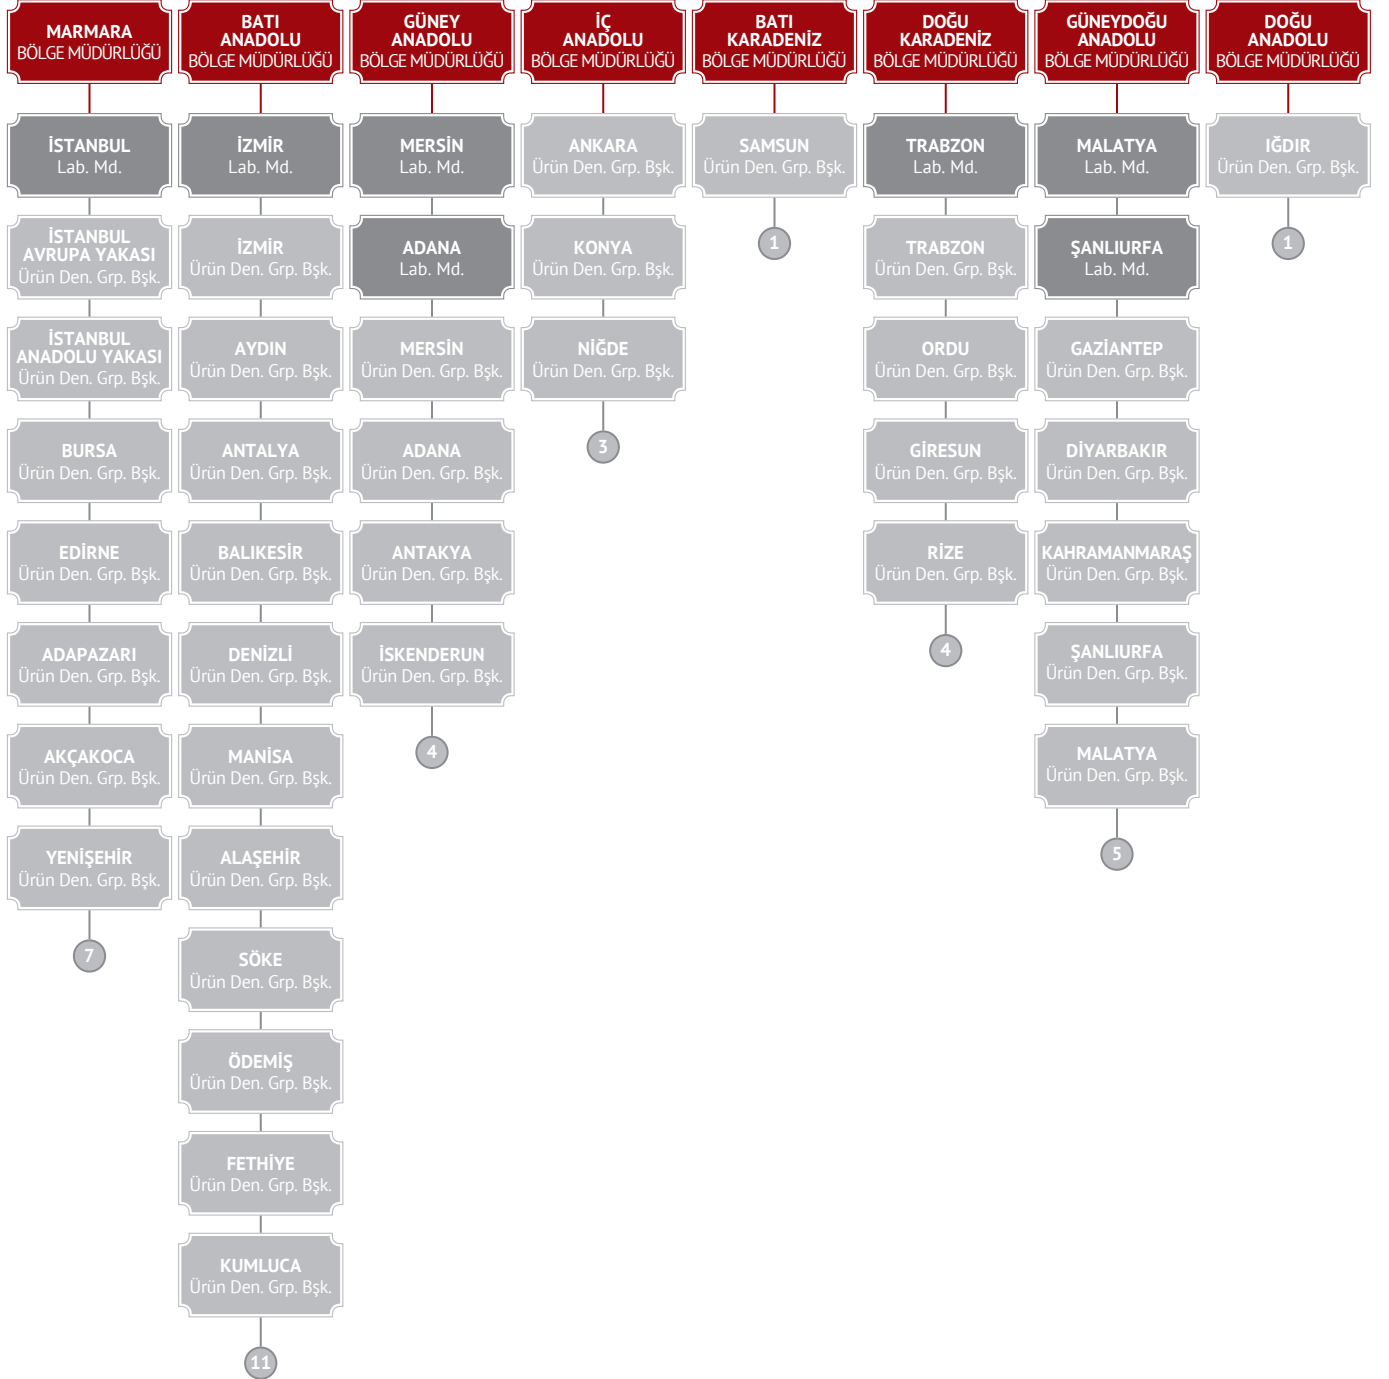 MARMARA
BÖLGE MÜDÜRLÜĞÜ
İSTANBUL
Lab. Md.
İSTANBUL
AVRUPA YAKASI
Ürün Den. Grp. Bşk.
İSTANBUL
ANADOLU YAKASI
Ürün Den. Grp. Bşk.
BURSA
Ürün Den. Grp. Bşk.
EDİRNE
Ürün Den. Grp. Bşk.
ADAPAZARI
Ürün Den. Grp. Bşk.
AKÇAKOCA
Ürün Den. Grp. Bşk.
YENİŞEHİR
Ürün Den. Grp. Bşk.
7
BATI
ANADOLU
BÖLGE MÜDÜRLÜĞÜ
İZMİR
Lab. Md.
İZMİR
Ürün Den. Grp. Bşk.
AYDIN
Ürün Den. Grp. Bşk.
ANTALYA
Ürün Den. Grp. Bşk.
BALIKESİR
Ürün Den. Grp. Bşk.
DENİZLİ
Ürün Den. Grp. Bşk.
MANİSA
Ürün Den. Grp. Bşk.
ALAŞEHİR
Ürün Den. Grp. Bşk.
SÖKE
Ürün Den. Grp. Bşk.
ÖDEMİŞ
Ürün Den. Grp. Bşk.
FETHİYE
Ürün Den. Grp. Bşk.
KUMLUCA
Ürün Den. Grp. Bşk.
11
GÜNEY
ANADOLU
BÖLGE MÜDÜRLÜĞÜ
MERSİN
Lab. Md.
ADANA
Lab. Md.
MERSİN
Ürün Den. Grp. Bşk.
ADANA
Ürün Den. Grp. Bşk.
ANTAKYA
Ürün Den. Grp. Bşk.
İSKENDERUN
Ürün Den. Grp. Bşk.
4
İÇ
ANADOLU
BÖLGE MÜDÜRLÜĞÜ
ANKARA
Ürün Den. Grp. Bşk.
KONYA
Ürün Den. Grp. Bşk.
NİĞDE
Ürün Den. Grp. Bşk.
3
BATI
KARADENİZ
BÖLGE MÜDÜRLÜĞÜ
SAMSUN
Ürün Den. Grp. Bşk.
1
DOĞU
KARADENİZ
BÖLGE MÜDÜRLÜĞÜ
TRABZON
Lab. Md.
TRABZON
Ürün Den. Grp. Bşk.
ORDU
Ürün Den. Grp. Bşk.
GİRESUN
Ürün Den. Grp. Bşk.
RİZE
Ürün Den. Grp. Bşk.
4
GÜNEYDOĞU
ANADOLU
BÖLGE MÜDÜRLÜĞÜ
MALATYA
Lab. Md.
ŞANLIURFA
Lab. Md.
GAZİANTEP
Ürün Den. Grp. Bşk.
DİYARBAKIR
Ürün Den. Grp. Bşk.
KAHRAMANMARAŞ
Ürün Den. Grp. Bşk.
ŞANLIURFA
Ürün Den. Grp. Bşk.
MALATYA
Ürün Den. Grp. Bşk.
5
DOĞU
ANADOLU
BÖLGE MÜDÜRLÜĞÜ
IĞDIR
Ürün Den. Grp. Bşk.
1